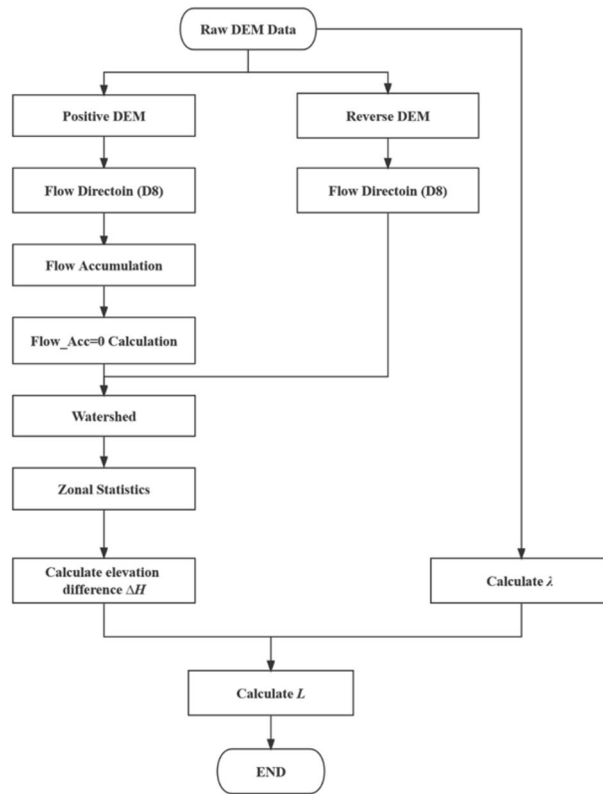 Raw DEM Data
Positive DEM
Reverse DEM
Flow Directoin (D8)
Flow Directoin (D8)
Flow Accumulation
Flow_Acc=0 Calculation
Watershed
Zonal Statistics
Calculate elevation
difference ΔH
Calculate λ
Calculate L
END